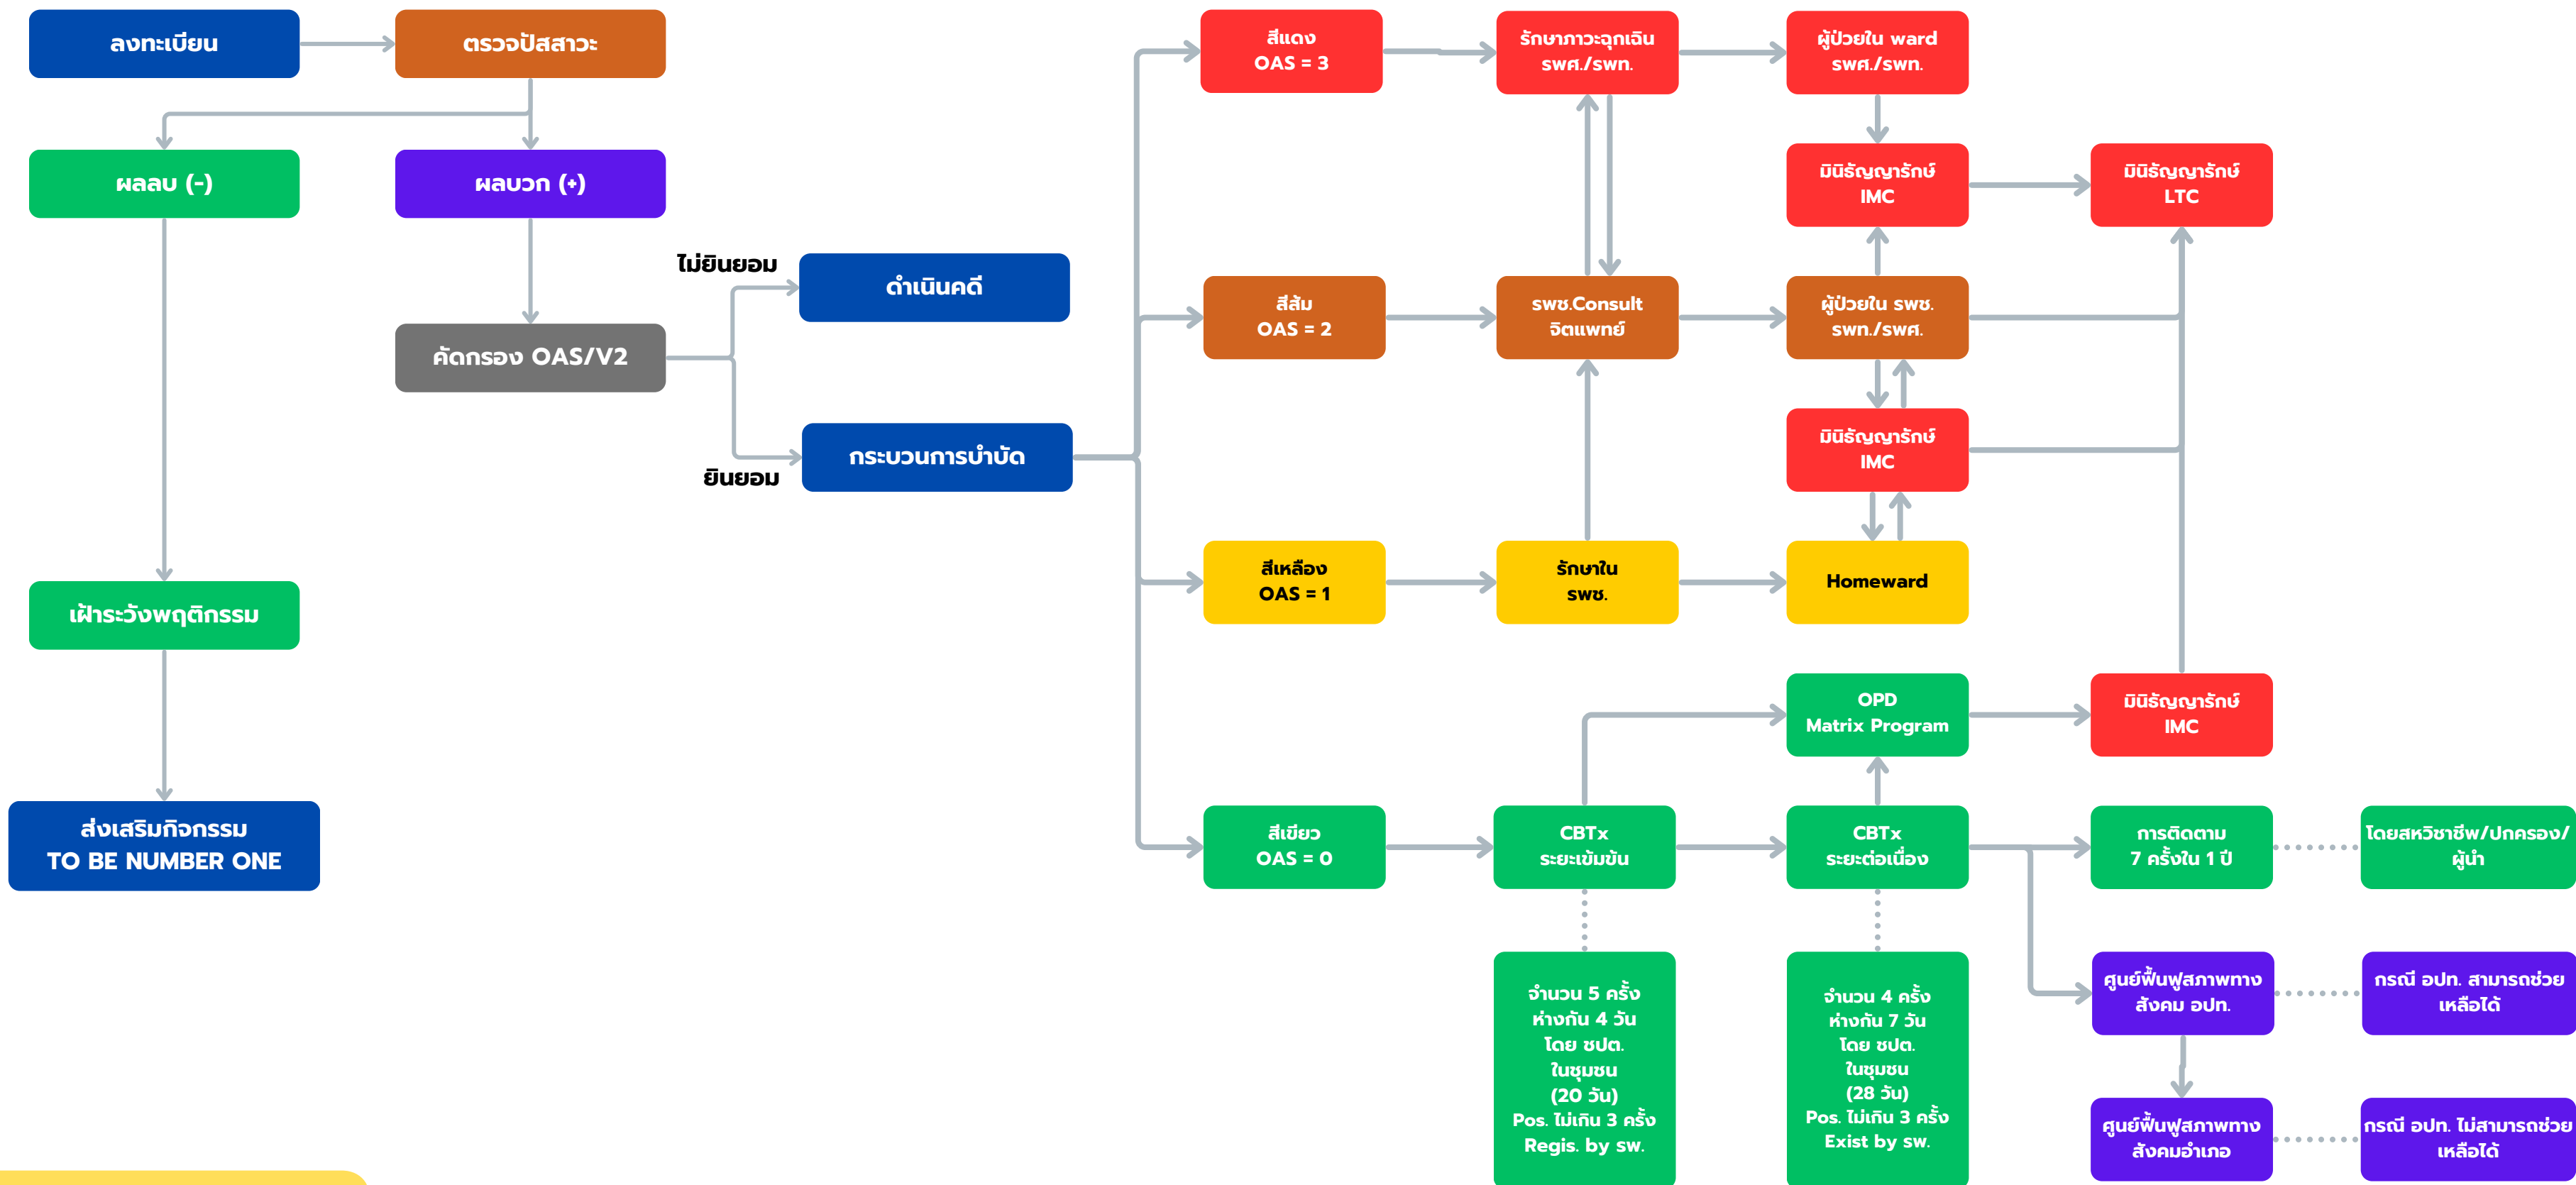 ลงทะเบียน
ตรวจปัสสาวะ
ผลลบ (-)
ผลบวก (+)
ไม่ยินยอม
ดำเนินคดี
คัดกรอง OAS/V2
กระบวนการบำบัด
ยินยอม
เฝ้าระวังพฤติกรรม
ส่งเสริมกิจกรรม
TO BE NUMBER ONE
สีแดง
OAS = 3
รักษาภาวะฉุกเฉิน
รพศ./รพท.
ผู้ป่วยใน ward
รพศ./รพท.
มินิธัญญารักษ์
IMC
มินิธัญญารักษ์
LTC
สีส้ม
OAS = 2
รพช.Consult
จิตแพทย์
ผู้ป่วยใน รพช.
รพท./รพศ.
มินิธัญญารักษ์
IMC
สีเหลือง
OAS = 1
รักษาใน
รพช.
Homeward
OPD
Matrix Program
มินิธัญญารักษ์
IMC
สีเขียว
OAS = 0
CBTx
ระยะเข้มข้น
CBTx
ระยะต่อเนื่อง
การติดตาม
7 ครั้งใน 1 ปี
โดยสหวิชาชีพ/ปกครอง/
ผู้นำ
จำนวน 5 ครั้ง
ห่างกัน 4 วัน
โดย ชปต.
ในชุมชน
(20 วัน)
Pos. ไม่เกิน 3 ครั้ง
Regis. by รพ.
จำนวน 4 ครั้ง
ห่างกัน 7 วัน
โดย ชปต.
ในชุมชน
(28 วัน)
Pos. ไม่เกิน 3 ครั้ง
Exist by รพ.
ศูนย์ฟื้นฟูสภาพทาง
สังคม อปท.
กรณี อปท. สามารถช่วย
เหลือได้
ศูนย์ฟื้นฟูสภาพทาง
สังคมอำเภอ
กรณี อปท. ไม่สามารถช่วย
เหลือได้